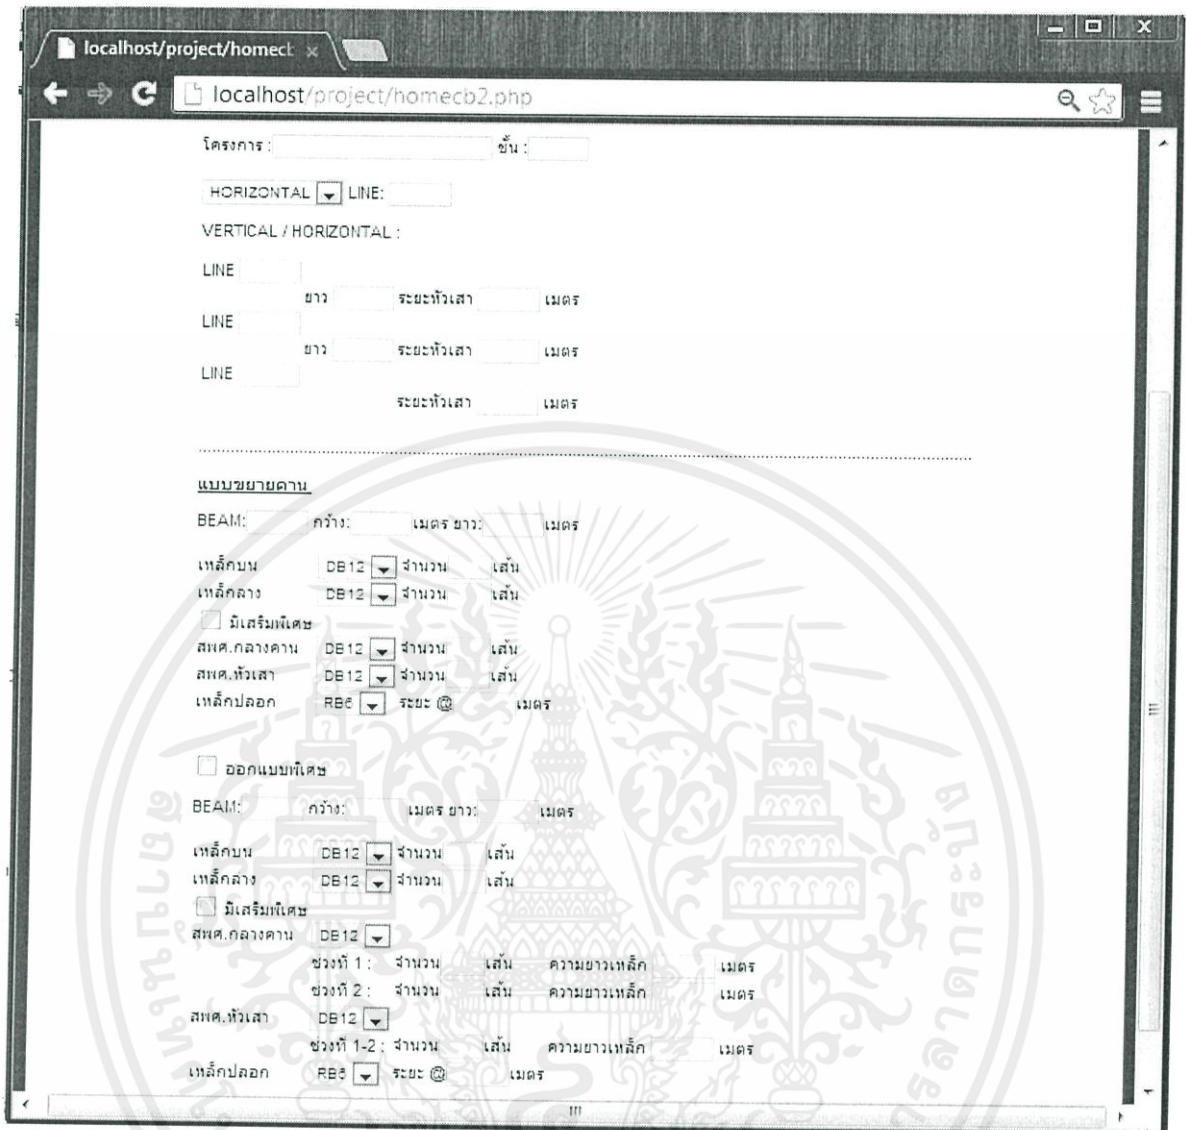 localhost/project/homecb ×
localhost/project/homecb2.php
โครงการ : ชั้น :
HORIZONTAL LINE:
VERTICAL / HORIZONTAL :
LINE
ยาว ระยะหัวเสา เมตร
LINE
ยาว ระยะหัวเสา เมตร
LINE
ระยะหัวเสา เมตร
แบบขยายคาน
BEAM: กว้าง: เมตร ยาว: เมตร
เหล็กบน DB12 จำนวน เส้น
เหล็กลาง DB12 จำนวน เส้น
มีเสริมพิเศษ
สพศ.กลางคาน DB12 จำนวน เส้น
สพศ.หัวเสา DB12 จำนวน เส้น
เหล็กปลอก RB6 ระยะ @ เมตร
ออกแบบพิเศษ
BEAM: กว้าง: เมตร ยาว: เมตร
เหล็กบน DB12 จำนวน เส้น
เหล็กลาง DB12 จำนวน เส้น
มีเสริมพิเศษ
สพศ.กลางคาน DB12
ช่วงที่ 1 : จำนวน เส้น ความยาวเหล็ก เมตร
ช่วงที่ 2 : จำนวน เส้น ความยาวเหล็ก เมตร
สพศ.หัวเสา DB12
ช่วงที่ 1-2 : จำนวน เส้น ความยาวเหล็ก เมตร
เหล็กปลอก RB6 ระยะ @ เมตร